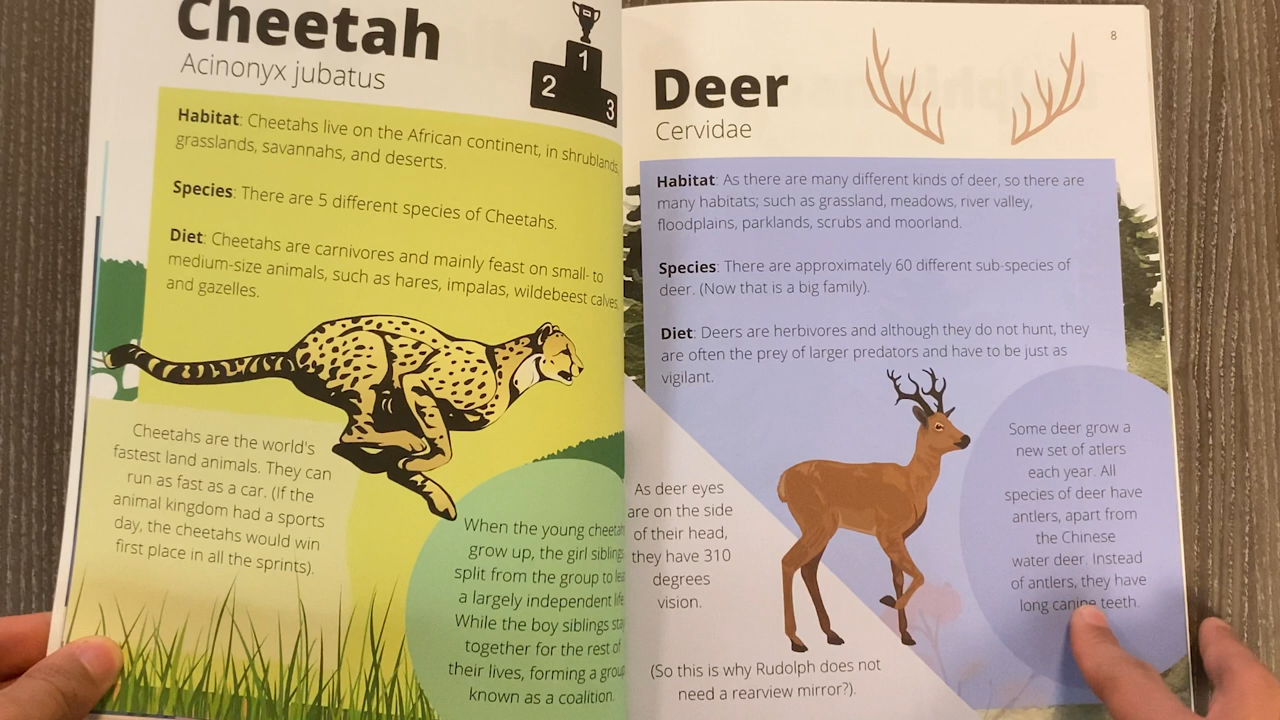 Cheetah
Acinonyx jubatus
1
2
3
Habitat: Cheetahs live on the African continent, in shrublands,
grasslands, savannahs, and deserts.
Species: There are 5 different species of Cheetahs.
Diet: Cheetahs are carnivores and mainly feast on small- to
medium-size animals, such as hares, impalas, wildebeest calves,
and gazelles.
Cheetahs are the world's
fastest land animals. They can
run as fast as a car. (If the
animal kingdom had a sports
day, the cheetahs would win
first place in all the sprints).
When the young
grow up, the girl siblings
split from the group to
a largely independent
While the boy siblings
together for the rest of
their lives, forming a group
known as a coalition.
8
Deer
Cervidae
Habitat: As there are many different kinds of deer, so there are
many habitats; such as grassland, meadows, river valley,
floodplains, parklands, scrubs and moorland.
Species: There are approximately 60 different sub-species of
deer. (Now that is a big family).
Diet: Deers are herbivores and although they do not hunt, they
are often the prey of larger predators and have to be just as
vigilant.
Some deer grow a
new set of atlers
each year. All
species of deer have
antlers, apart from
the Chinese
water deer. Instead
of antlers, they have
long canine teeth.
As deer eyes
are on the side
of their head,
they have 310
degrees
vision.
(So this is why Rudolph does not
need a rearview mirror?).